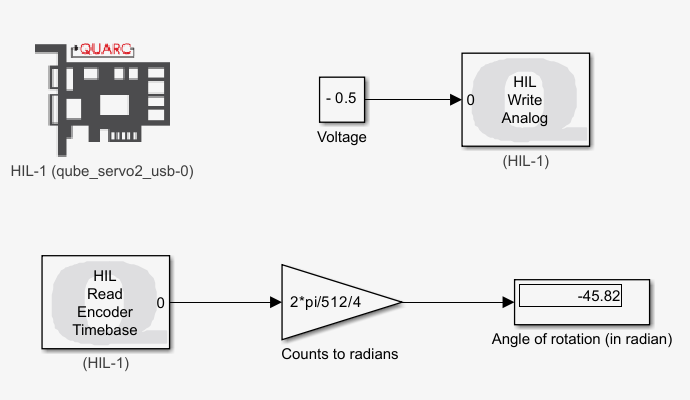 QUARC
HIL-1 (qube_servo2_usb-0)
- 0.5
Voltage
0
HIL
Write
Analog
(HIL-1)
HIL
Read
Encoder
Timebase
0
(HIL-1)
2*pi/512/4
Counts to radians
-45.82
Angle of rotation (in radian)